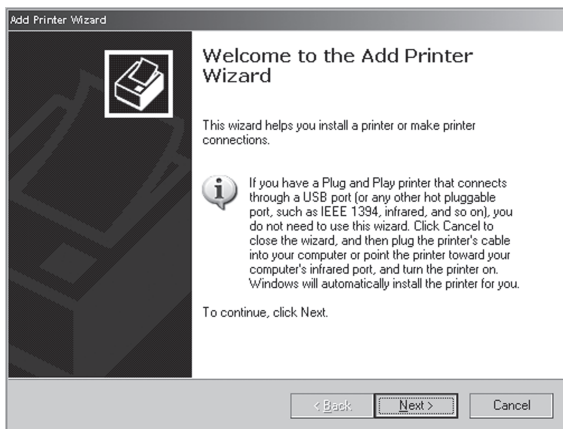 Add Printer Wizard
Welcome to the Add Printer
Wizard
This wizard helps you install a printer or make printer
connections.
If you have a Plug and Play printer that connects
through a USB port (or any other hot pluggable
port, such as IEEE 1394, infrared, and so on), you
do not need to use this wizard. Click Cancel to
close the wizard, and then plug the printer's cable
into your computer or point the printer toward your
computer's infrared port, and turn the printer on.
Windows will automatically install the printer for you.
To continue, click Next.
< Back Next > Cancel